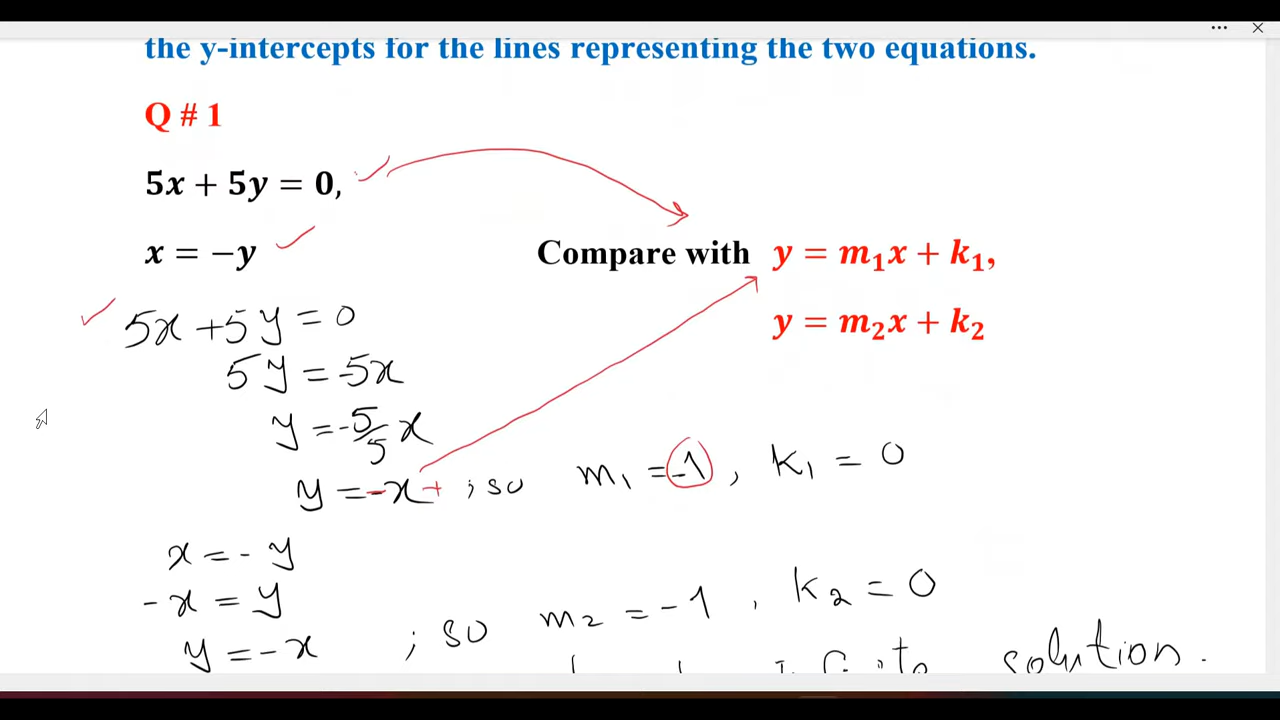 the y-intercepts for the lines representing the two equations.
Q # 1
5x + 5y = 0,
x = −y
Compare with y = m₁x + k₁,
y = m₂x + k₂
5x + 5y = 0
5y = -5x
y = -5/5 x
y = -x + ; so m₁ = -1, k₁ = 0
x = -y
-x = y
y = -x ; so m₂ = -1, k₂ = 0
solution.